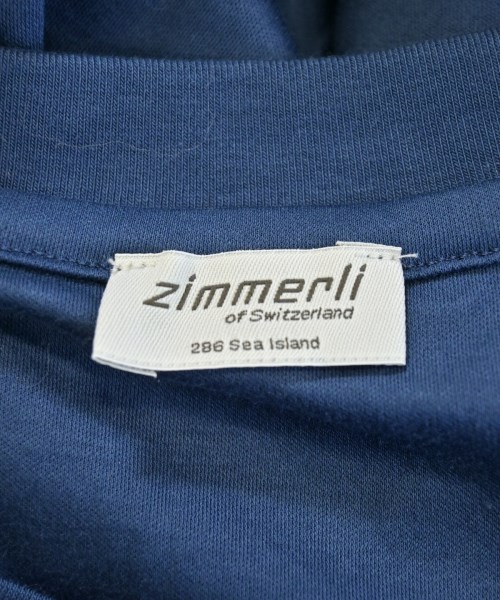 zimmerli
of Switzerland
286 Sea Island